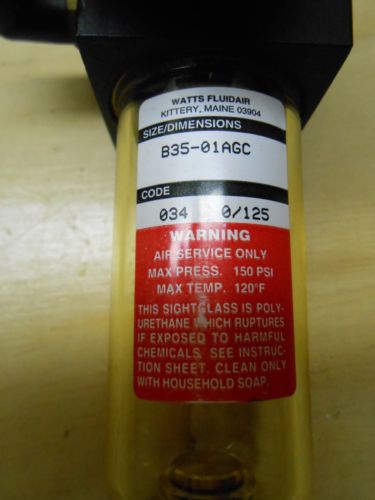 WATTS FLUIDAIR
KITTERY, MAINE 03904
SIZE/DIMENSIONS
B35-01AGC
CODE
034 0/125
WARNING
AIR SERVICE ONLY
MAX PRESS. 150 PSI
MAX TEMP. 120°F
THIS SIGHTGLASS IS POLY-
URETHANE WHICH RUPTURES
IF EXPOSED TO HARMFUL
CHEMICALS. SEE INSTRUC-
TION SHEET. CLEAN ONLY
WITH HOUSEHOLD SOAP.